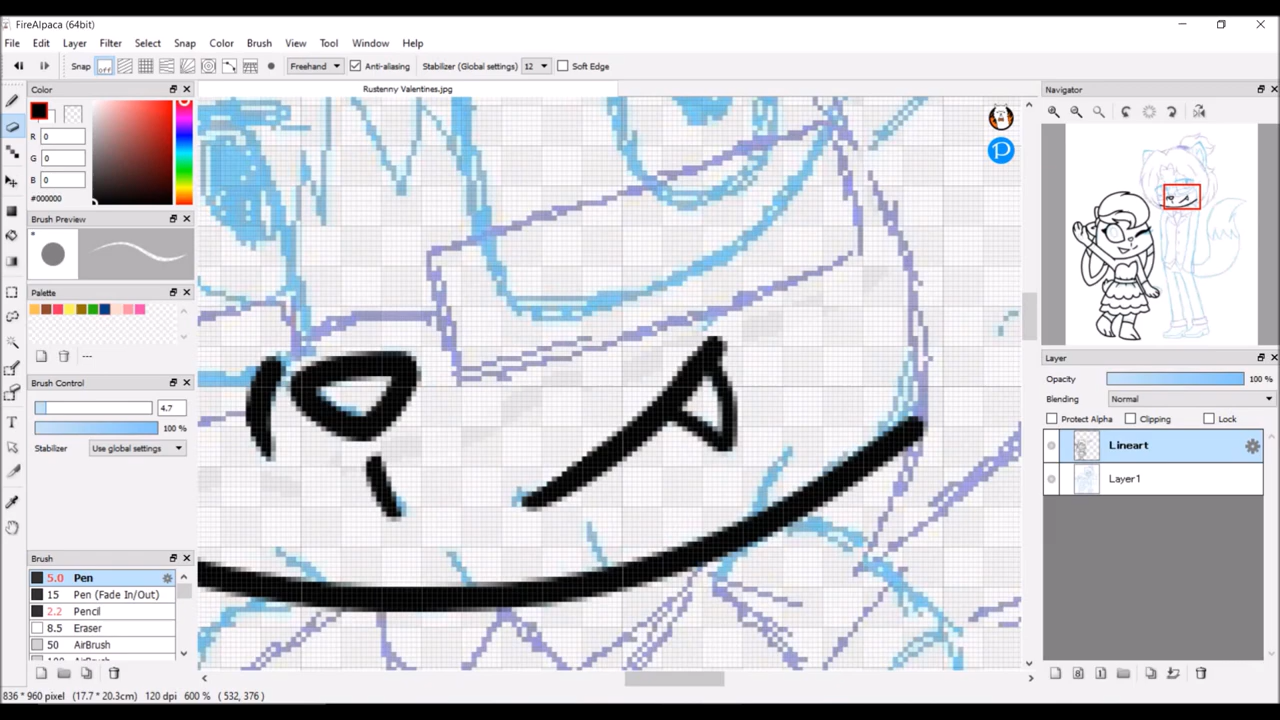 FireAlpaca (64bit)
File Edit Layer Filter Select Snap Color Brush View Tool Window Help
Snap off Freehand Anti-aliasing Stabilizer (Global settings) 12 Soft Edge
Color
Rustenny Valentines.jpg
Navigator
R 0
G 0
B 0
#000000
Brush Preview
Palette
---
Brush Control
4.7
100 %
Stabilizer Use global settings
Layer
Opacity 100 %
Blending Normal
Protect Alpha Clipping Lock
Lineart
Layer1
Brush
5.0 Pen
15 Pen (Fade In/Out)
2.2 Pencil
8.5 Eraser
50 AirBrush
836 * 960 pixel (17.7 * 20.3cm) 120 dpi 600 % ( 532, 376 )